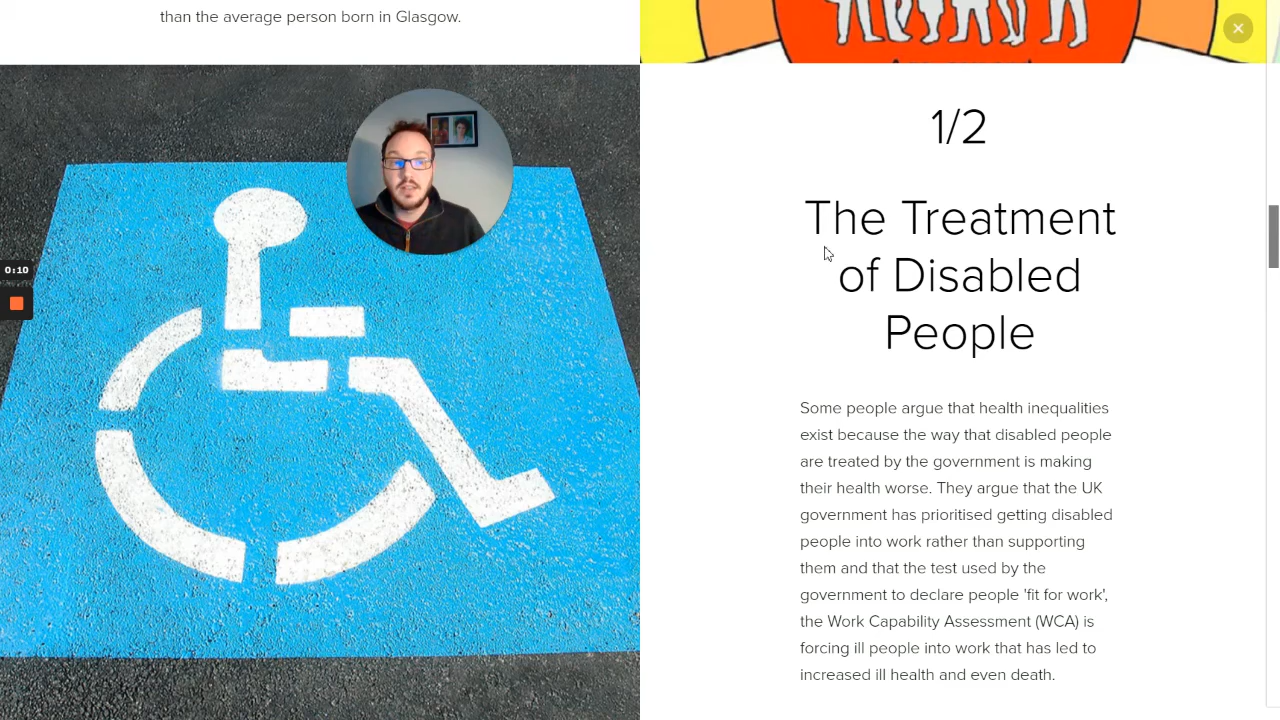 than the average person born in Glasgow.
0:10
1/2
The Treatment
of Disabled
People
Some people argue that health inequalities
exist because the way that disabled people
are treated by the government is making
their health worse. They argue that the UK
government has prioritised getting disabled
people into work rather than supporting
them and that the test used by the
government to declare people 'fit for work',
the Work Capability Assessment (WCA) is
forcing ill people into work that has led to
increased ill health and even death.